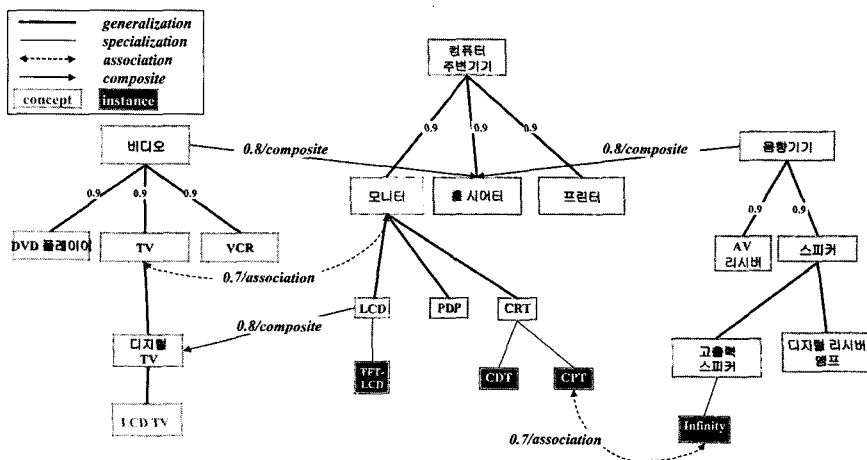 generalization
specialization
association
composite
concept
instance
컴퓨터
주변기기
0.9
0.9
0.9
비디오
0.8/composite
0.8/composite
음향기기
0.9
0.9
0.9
모니터
홈 시어터
프린터
0.9
0.9
DVD 플레이어
TV
VCR
AV
리시버
스피커
0.7/association
LCD
PDP
CRT
0.8/composite
디지털
TV
고출력
스피커
디지털 리시버
앰프
TFT-
LCD
CDT
CPT
LCD TV
Infinity
0.7/association